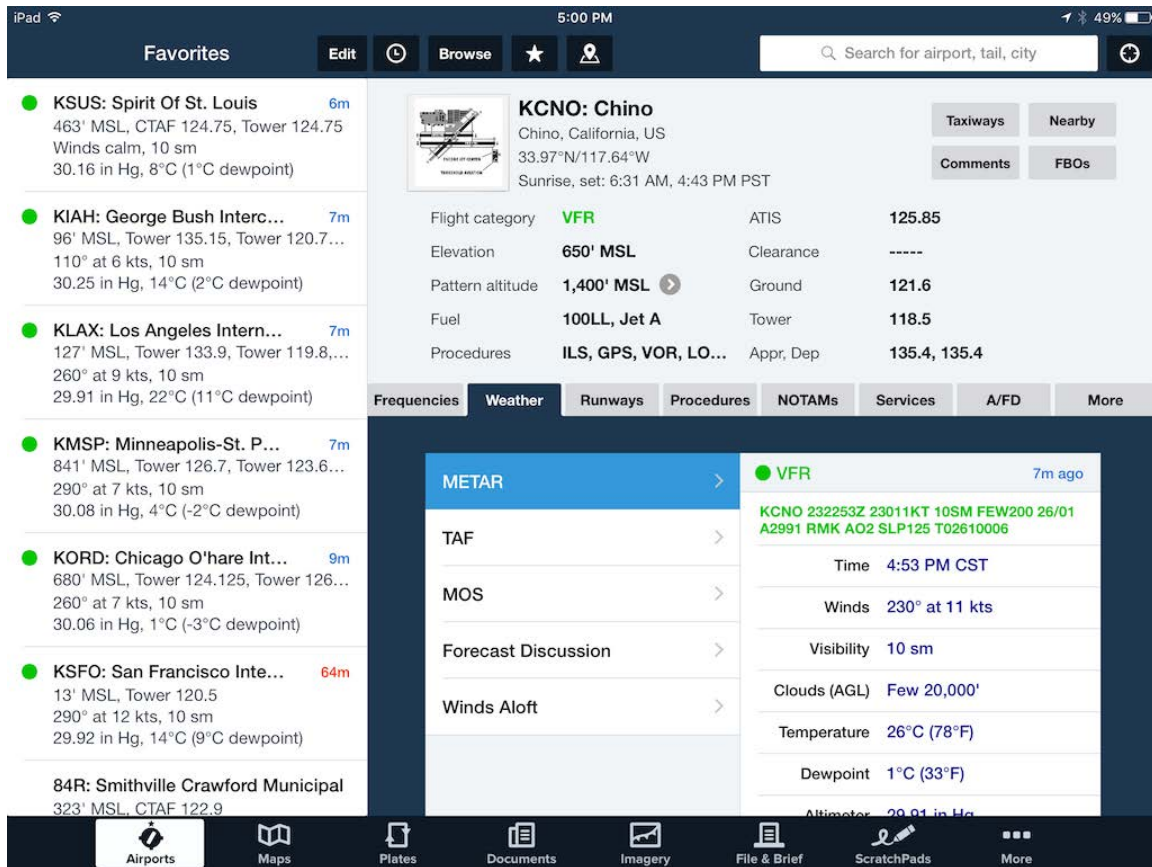 iPad
5:00 PM
49%
Favorites
Edit
Browse
Search for airport, tail, city
KSUS: Spirit Of St. Louis
6m
463' MSL, CTAF 124.75, Tower 124.75
Winds calm, 10 sm
30.16 in Hg, 8°C (1°C dewpoint)
KIAH: George Bush Interc...
7m
96' MSL, Tower 135.15, Tower 120.7...
110° at 6 kts, 10 sm
30.25 in Hg, 14°C (2°C dewpoint)
KLAX: Los Angeles Intern...
7m
127' MSL, Tower 133.9, Tower 119.8,...
260° at 9 kts, 10 sm
29.91 in Hg, 22°C (11°C dewpoint)
KMSP: Minneapolis-St. P...
7m
841' MSL, Tower 126.7, Tower 123.6...
290° at 7 kts, 10 sm
30.08 in Hg, 4°C (-2°C dewpoint)
KORD: Chicago O'hare Int...
9m
680' MSL, Tower 124.125, Tower 126...
260° at 7 kts, 10 sm
30.06 in Hg, 1°C (-3°C dewpoint)
KSFO: San Francisco Inte...
64m
13' MSL, Tower 120.5
290° at 12 kts, 10 sm
29.92 in Hg, 14°C (9°C dewpoint)
84R: Smithville Crawford Municipal
323' MSL, CTAF 122.9
KCNO: Chino
Chino, California, US
33.97°N/117.64°W
Sunrise, set: 6:31 AM, 4:43 PM PST
Taxiways
Nearby
Comments
FBOs
Flight category VFR
Elevation 650' MSL
Pattern altitude 1,400' MSL
Fuel 100LL, Jet A
Procedures ILS, GPS, VOR, LO...
ATIS 125.85
Clearance -----
Ground 121.6
Tower 118.5
Appr, Dep 135.4, 135.4
Frequencies
Weather
Runways
Procedures
NOTAMs
Services
A/FD
More
METAR
TAF
MOS
Forecast Discussion
Winds Aloft
VFR
7m ago
KCNO 232253Z 23011KT 10SM FEW200 26/01
A2991 RMK AO2 SLP125 T02610006
Time 4:53 PM CST
Winds 230° at 11 kts
Visibility 10 sm
Clouds (AGL) Few 20,000'
Temperature 26°C (78°F)
Dewpoint 1°C (33°F)
Altimeter 29.91 in Hg
Airports
Maps
Plates
Documents
Imagery
File & Brief
ScratchPads
More